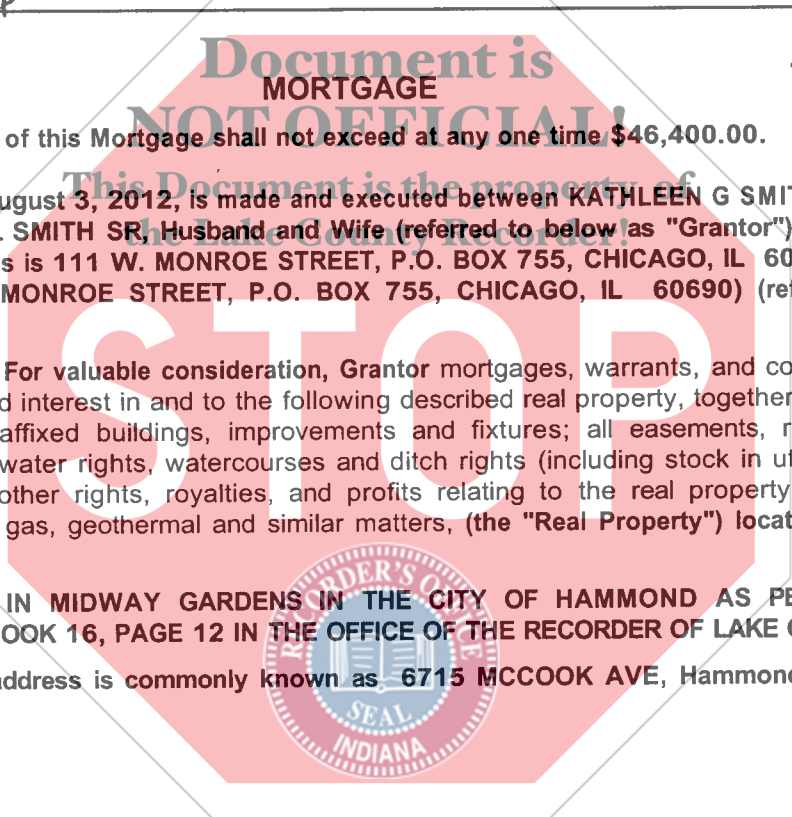 Document is
MORTGAGE
NOT OFFICIAL!
of this Mortgage shall not exceed at any one time $46,400.00.
This Document is the property of
ugust 3, 2012, is made and executed between KATHLEEN G SMIT
the Lake County Recorder!
. SMITH SR, Husband and Wife (referred to below as "Grantor")
s is 111 W. MONROE STREET, P.O. BOX 755, CHICAGO, IL 60
MONROE STREET, P.O. BOX 755, CHICAGO, IL 60690) (ref
STOP
For valuable consideration, Grantor mortgages, warrants, and co
d interest in and to the following described real property, together
affixed buildings, improvements and fixtures; all easements, r
water rights, watercourses and ditch rights (including stock in ut
other rights, royalties, and profits relating to the real property
gas, geothermal and similar matters, (the "Real Property") locat
RECORDER'S OFFICE
IN MIDWAY GARDENS IN THE CITY OF HAMMOND AS PE
OOK 16, PAGE 12 IN THE OFFICE OF THE RECORDER OF LAKE C
address is commonly known as 6715 MCCOOK AVE, Hammond
SEAL
INDIANA